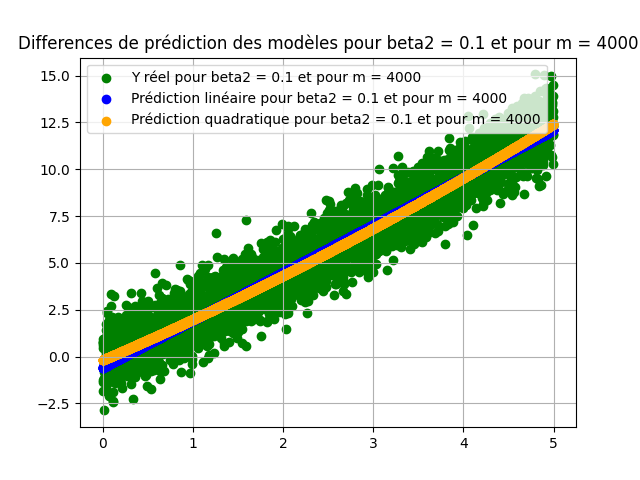 Differences de prédiction des modèles pour beta2 = 0.1 et pour m = 4000
Y réel pour beta2 = 0.1 et pour m = 4000
Prédiction linéaire pour beta2 = 0.1 et pour m = 4000
Prédiction quadratique pour beta2 = 0.1 et pour m = 4000
15.0
12.5
10.0
7.5
5.0
2.5
0.0
−2.5
0 1 2 3 4 5